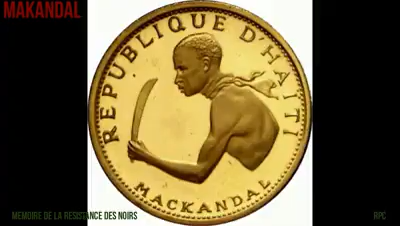 MAKANDAL
REPUBLIQUE D'HAITI
MACKANDAL
MEMOIRE DE LA RESISTANCE DES NOIRS
RPC